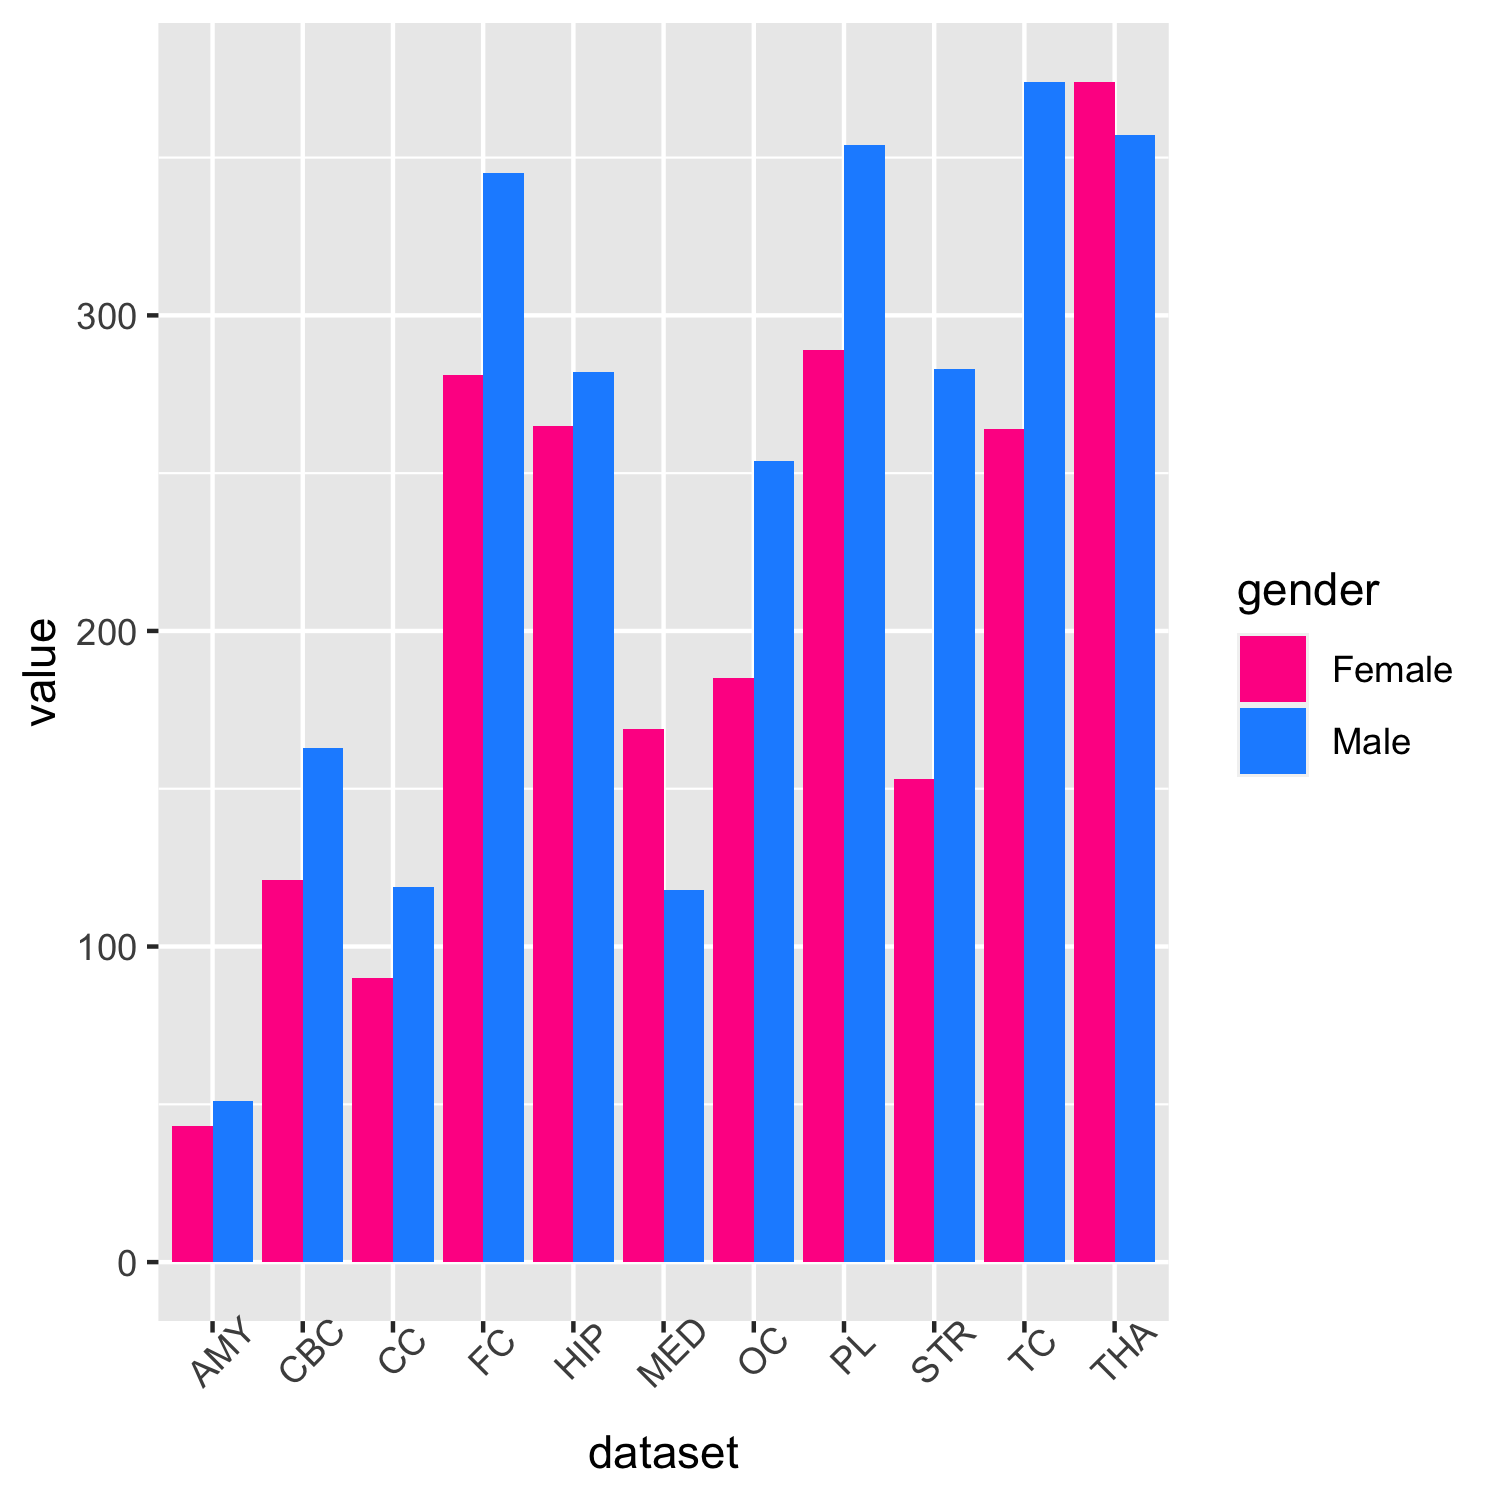 value
300
200
100
0
AMY CBC CC FC HIP MED OC PL STR TC THA
dataset
gender
Female
Male